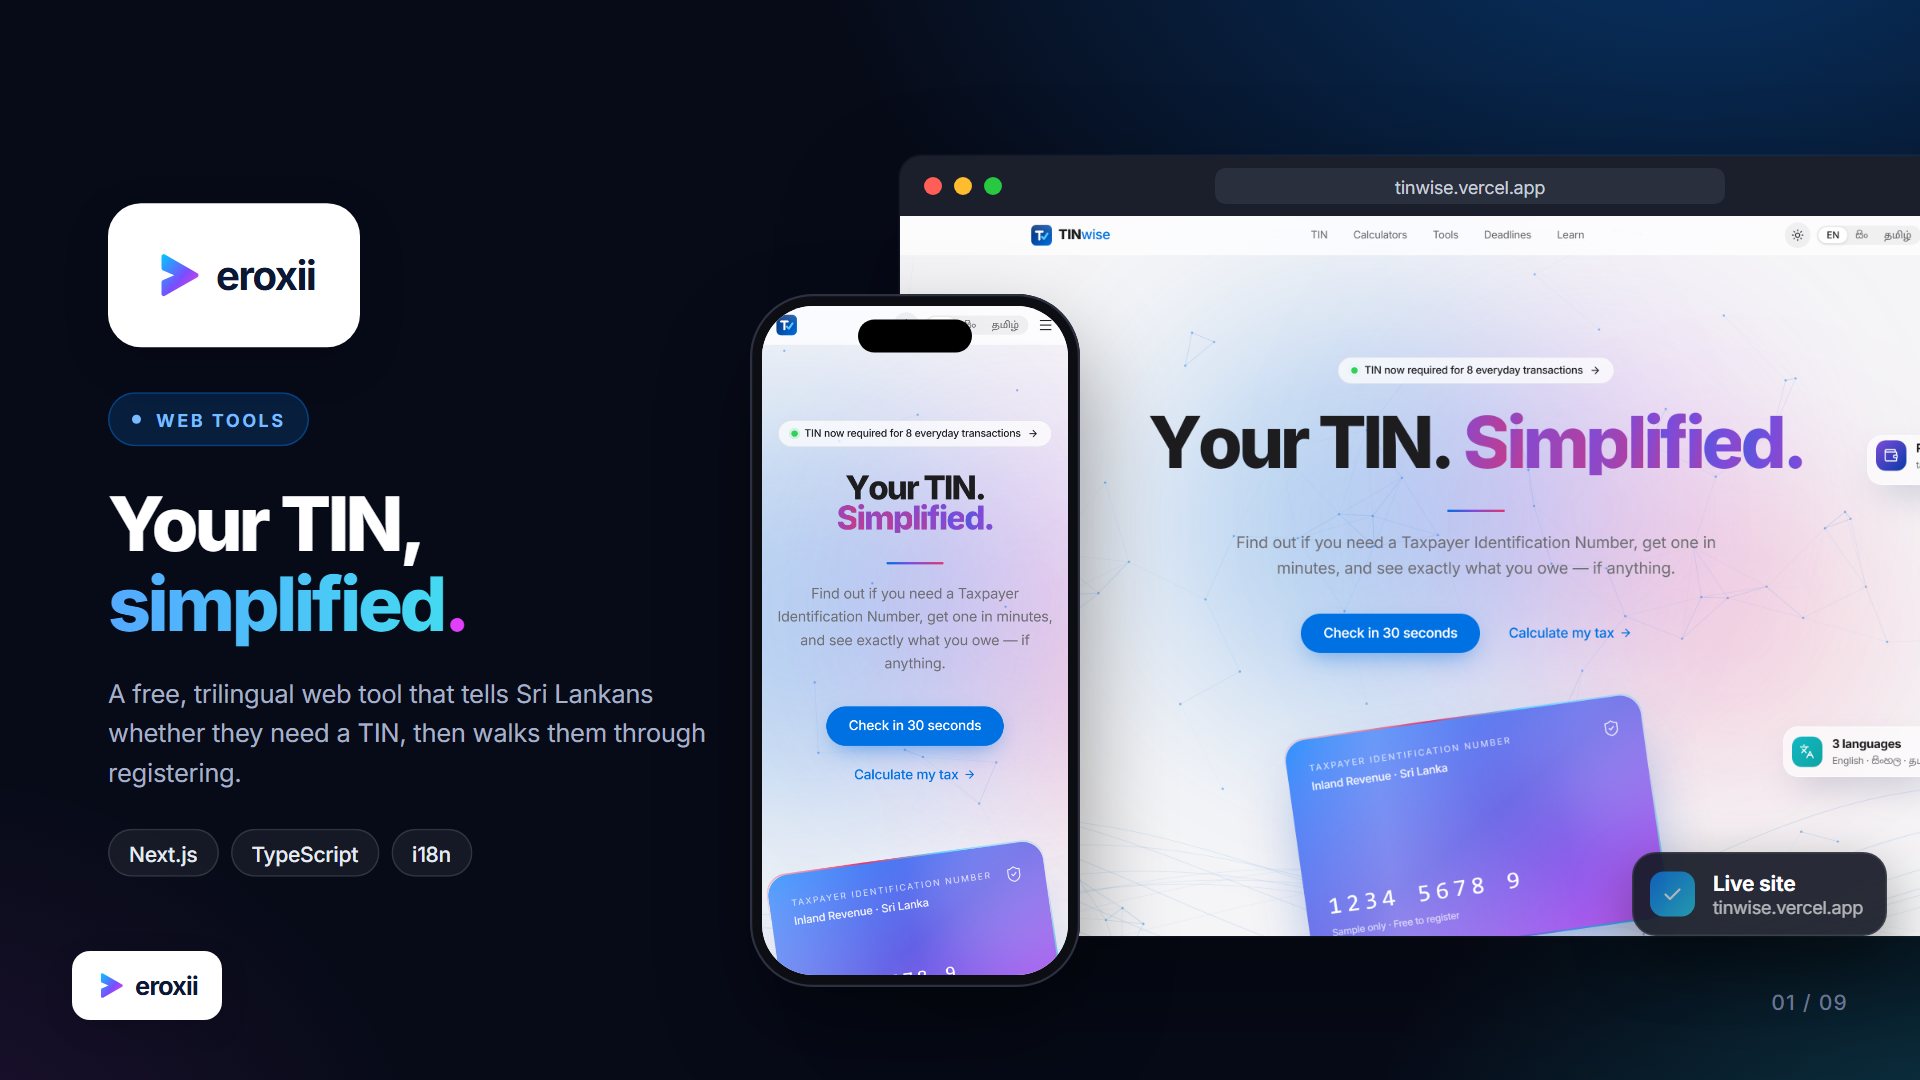 eroxii
WEB TOOLS
Your TIN,
simplified.
A free, trilingual web tool that tells Sri Lankans
whether they need a TIN, then walks them through
registering.
Next.js
TypeScript
i18n
eroxii
தமிழ்
TIN now required for 8 everyday transactions →
Your TIN.
Simplified.
Find out if you need a Taxpayer
Identification Number, get one in minutes,
and see exactly what you owe — if
anything.
Check in 30 seconds
Calculate my tax →
TAXPAYER IDENTIFICATION NUMBER
Inland Revenue · Sri Lanka
tinwise.vercel.app
TINwise
TIN
Calculators
Tools
Deadlines
Learn
EN
සිං
தமிழ்
TIN now required for 8 everyday transactions →
Your TIN. Simplified.
Find out if you need a Taxpayer Identification Number, get one in
minutes, and see exactly what you owe — if anything.
Check in 30 seconds
Calculate my tax →
TAXPAYER IDENTIFICATION NUMBER
Inland Revenue · Sri Lanka
1234 5678 9
Sample only · Free to register
3 languages
English · සිංහල ·
Live site
tinwise.vercel.app
01 / 09